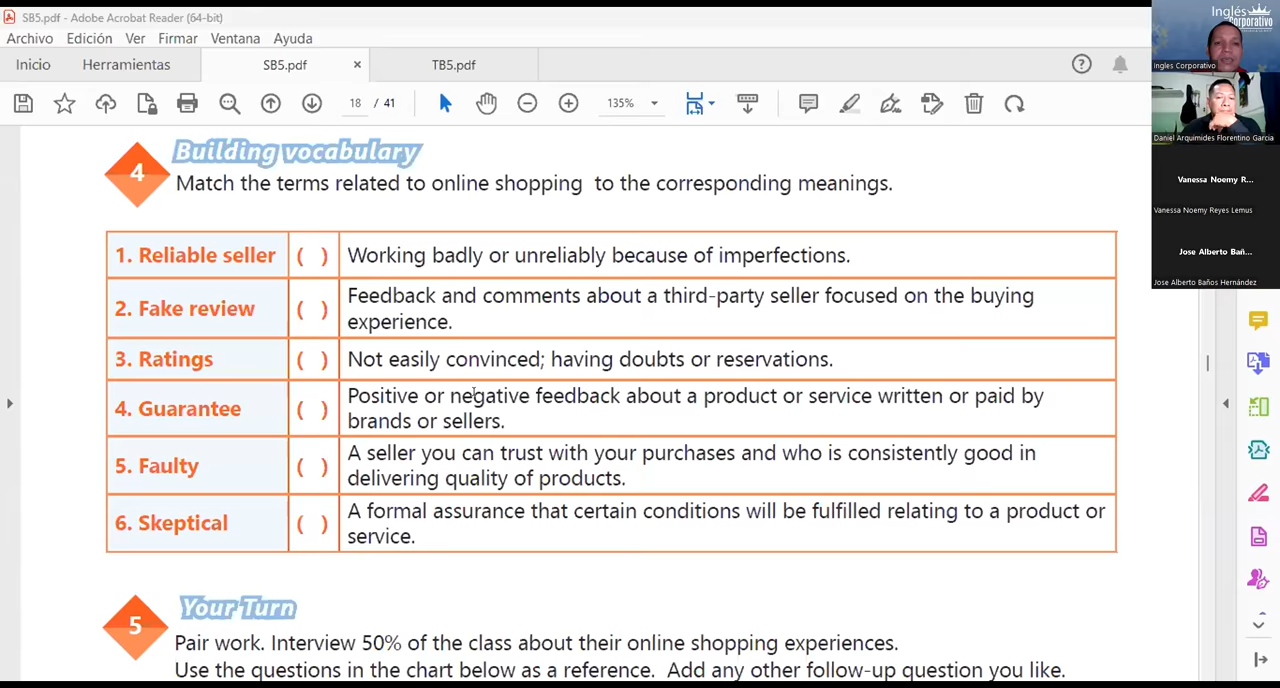 SB5.pdf - Adobe Acrobat Reader (64-bit)
Archivo Edición Ver Firmar Ventana Ayuda
Inicio Herramientas SB5.pdf × TB5.pdf
18 / 41 135%
Inglés
Corporativo
ingles Corporativo
Daniel Arquimides Florentino Garcia
Vanessa Noemy R...
Vanessa Noemy Reyes Lemus
Jose Alberto Bañ...
Jose Alberto Baños Hernández
4 Building vocabulary
Match the terms related to online shopping to the corresponding meanings.
1. Reliable seller ( ) Working badly or unreliably because of imperfections.
2. Fake review ( ) Feedback and comments about a third-party seller focused on the buying
experience.
3. Ratings ( ) Not easily convinced; having doubts or reservations.
4. Guarantee ( ) Positive or negative feedback about a product or service written or paid by
brands or sellers.
5. Faulty ( ) A seller you can trust with your purchases and who is consistently good in
delivering quality of products.
6. Skeptical ( ) A formal assurance that certain conditions will be fulfilled relating to a product or
service.
5 Your Turn
Pair work. Interview 50% of the class about their online shopping experiences.
Use the questions in the chart below as a reference. Add any other follow-up question you like.